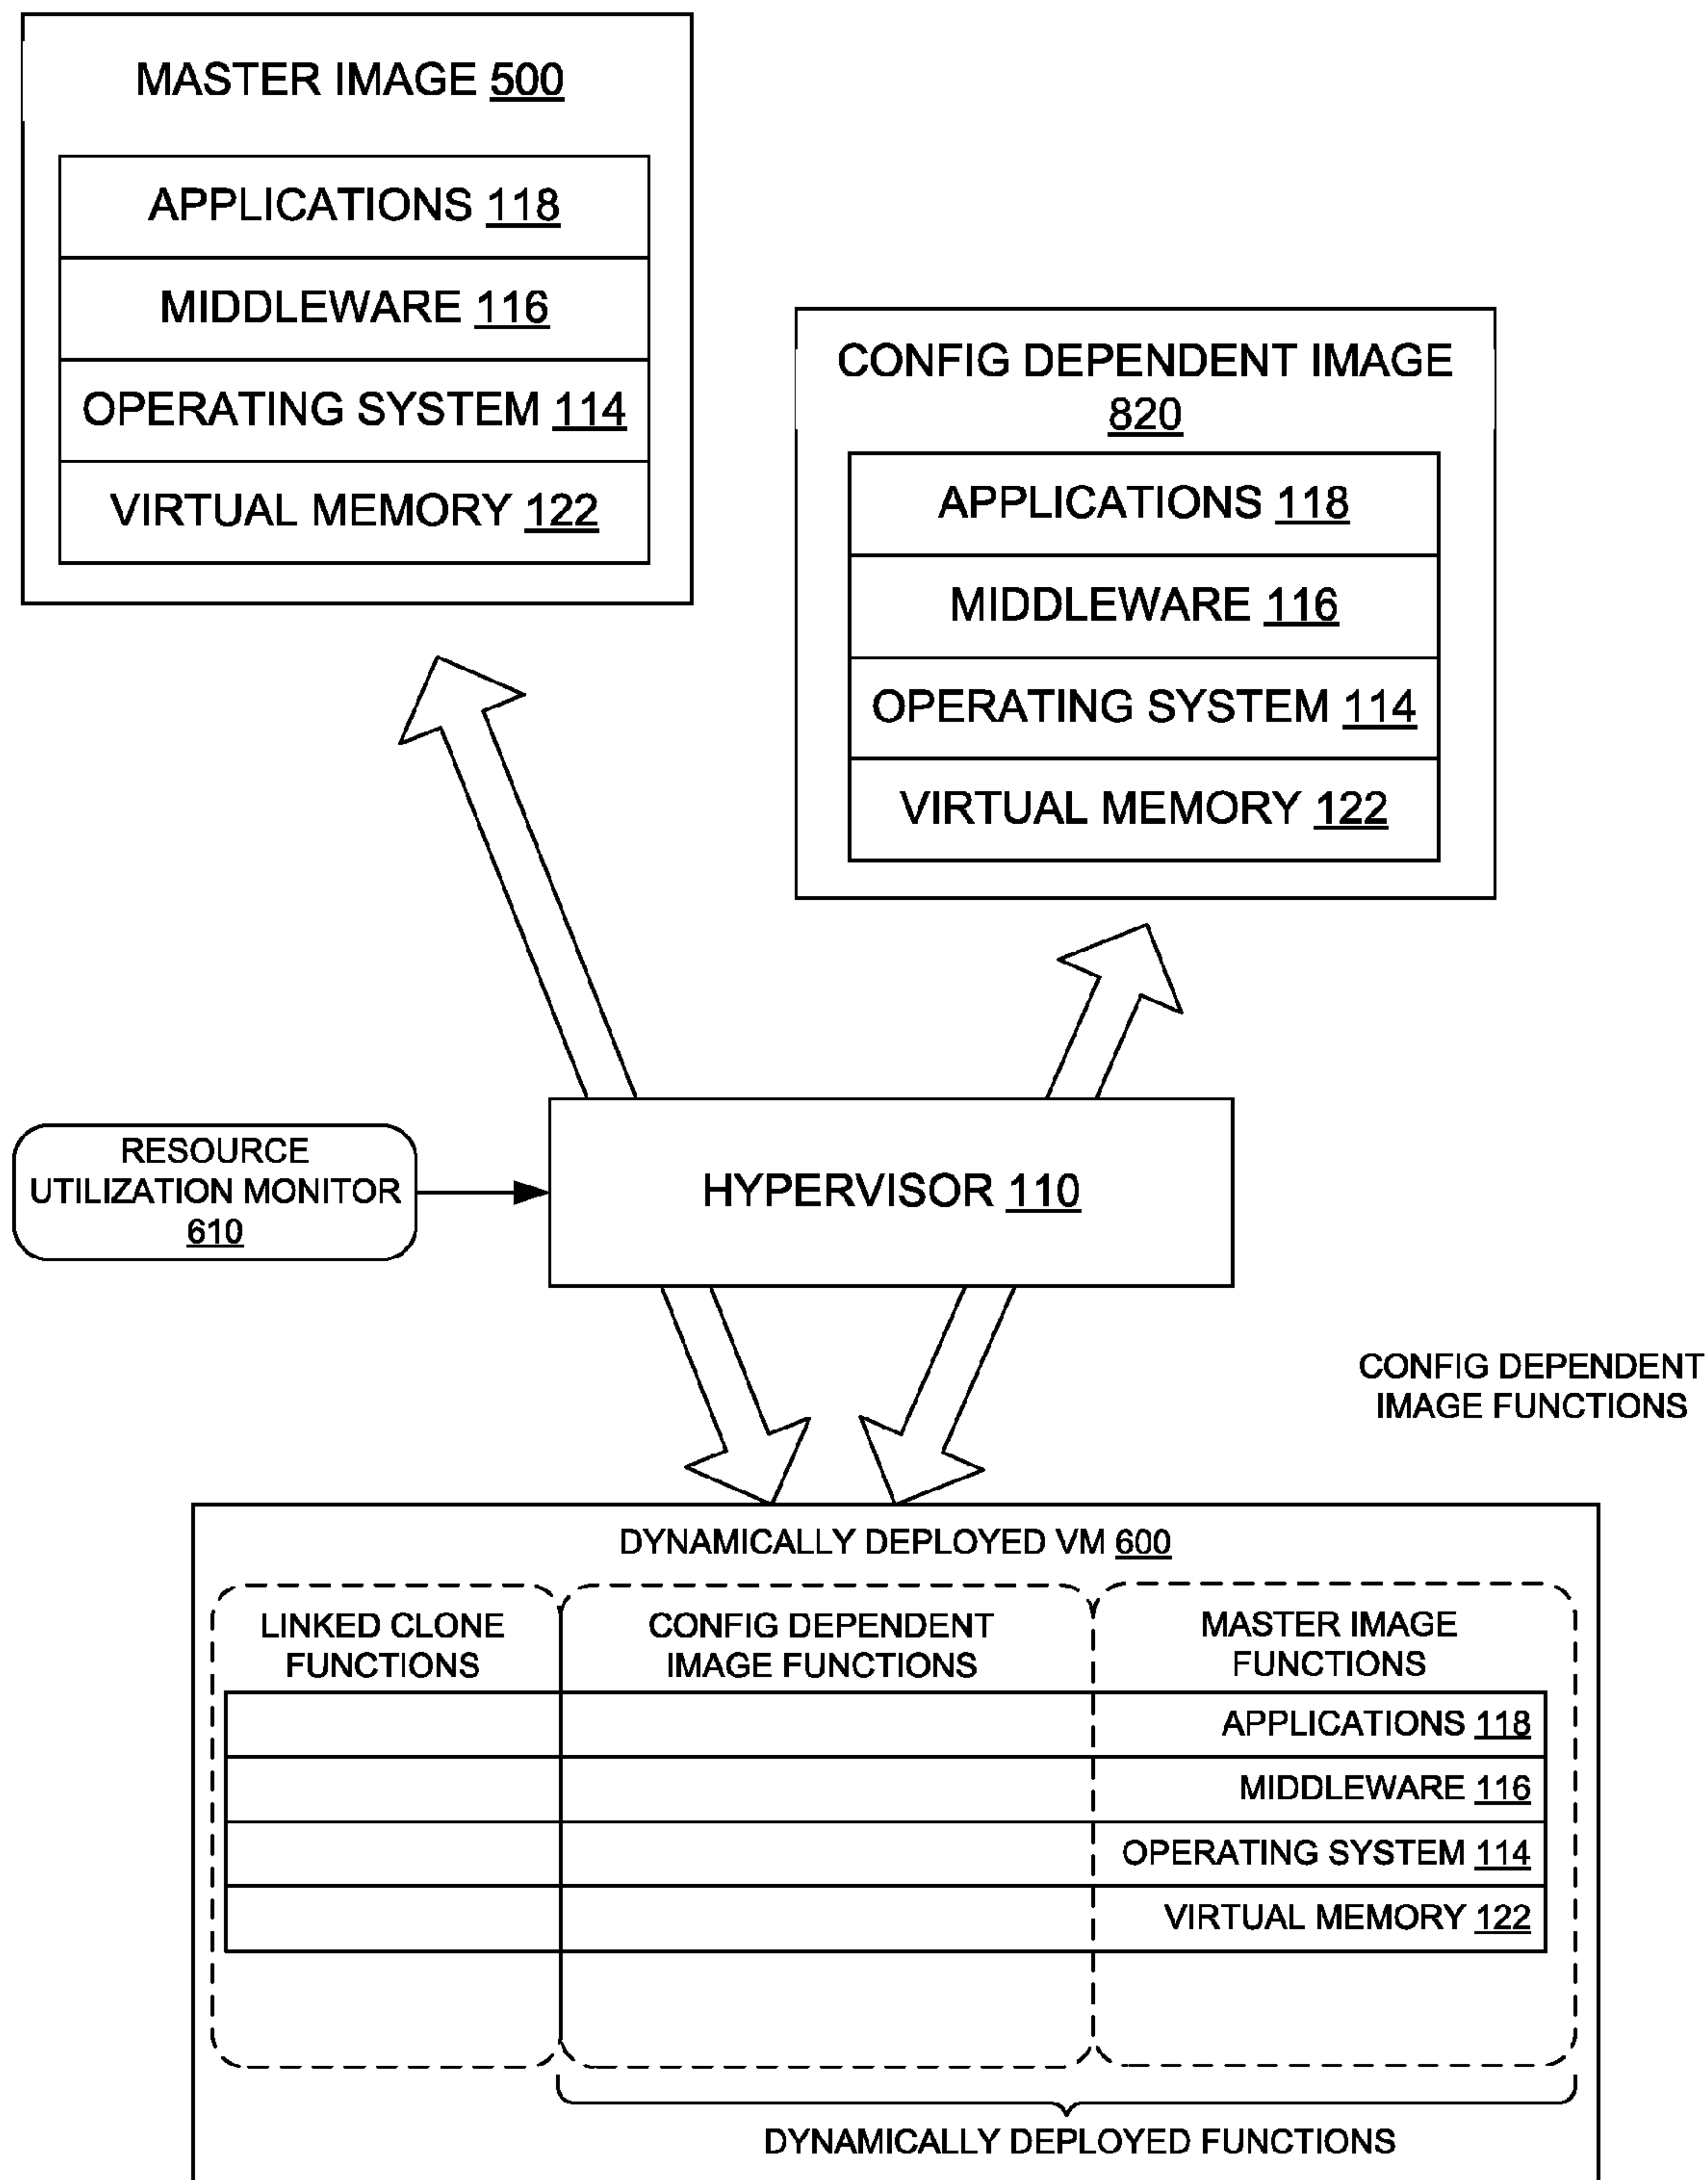 MASTER IMAGE 500
APPLICATIONS 118
MIDDLEWARE 116
OPERATING SYSTEM 114
VIRTUAL MEMORY 122
CONFIG DEPENDENT IMAGE
820
APPLICATIONS 118
MIDDLEWARE 116
OPERATING SYSTEM 114
VIRTUAL MEMORY 122
RESOURCE
UTILIZATION MONITOR
610
HYPERVISOR 110
CONFIG DEPENDENT
IMAGE FUNCTIONS
DYNAMICALLY DEPLOYED VM 600
LINKED CLONE
FUNCTIONS
CONFIG DEPENDENT
IMAGE FUNCTIONS
MASTER IMAGE
FUNCTIONS
APPLICATIONS 118
MIDDLEWARE 116
OPERATING SYSTEM 114
VIRTUAL MEMORY 122
DYNAMICALLY DEPLOYED FUNCTIONS